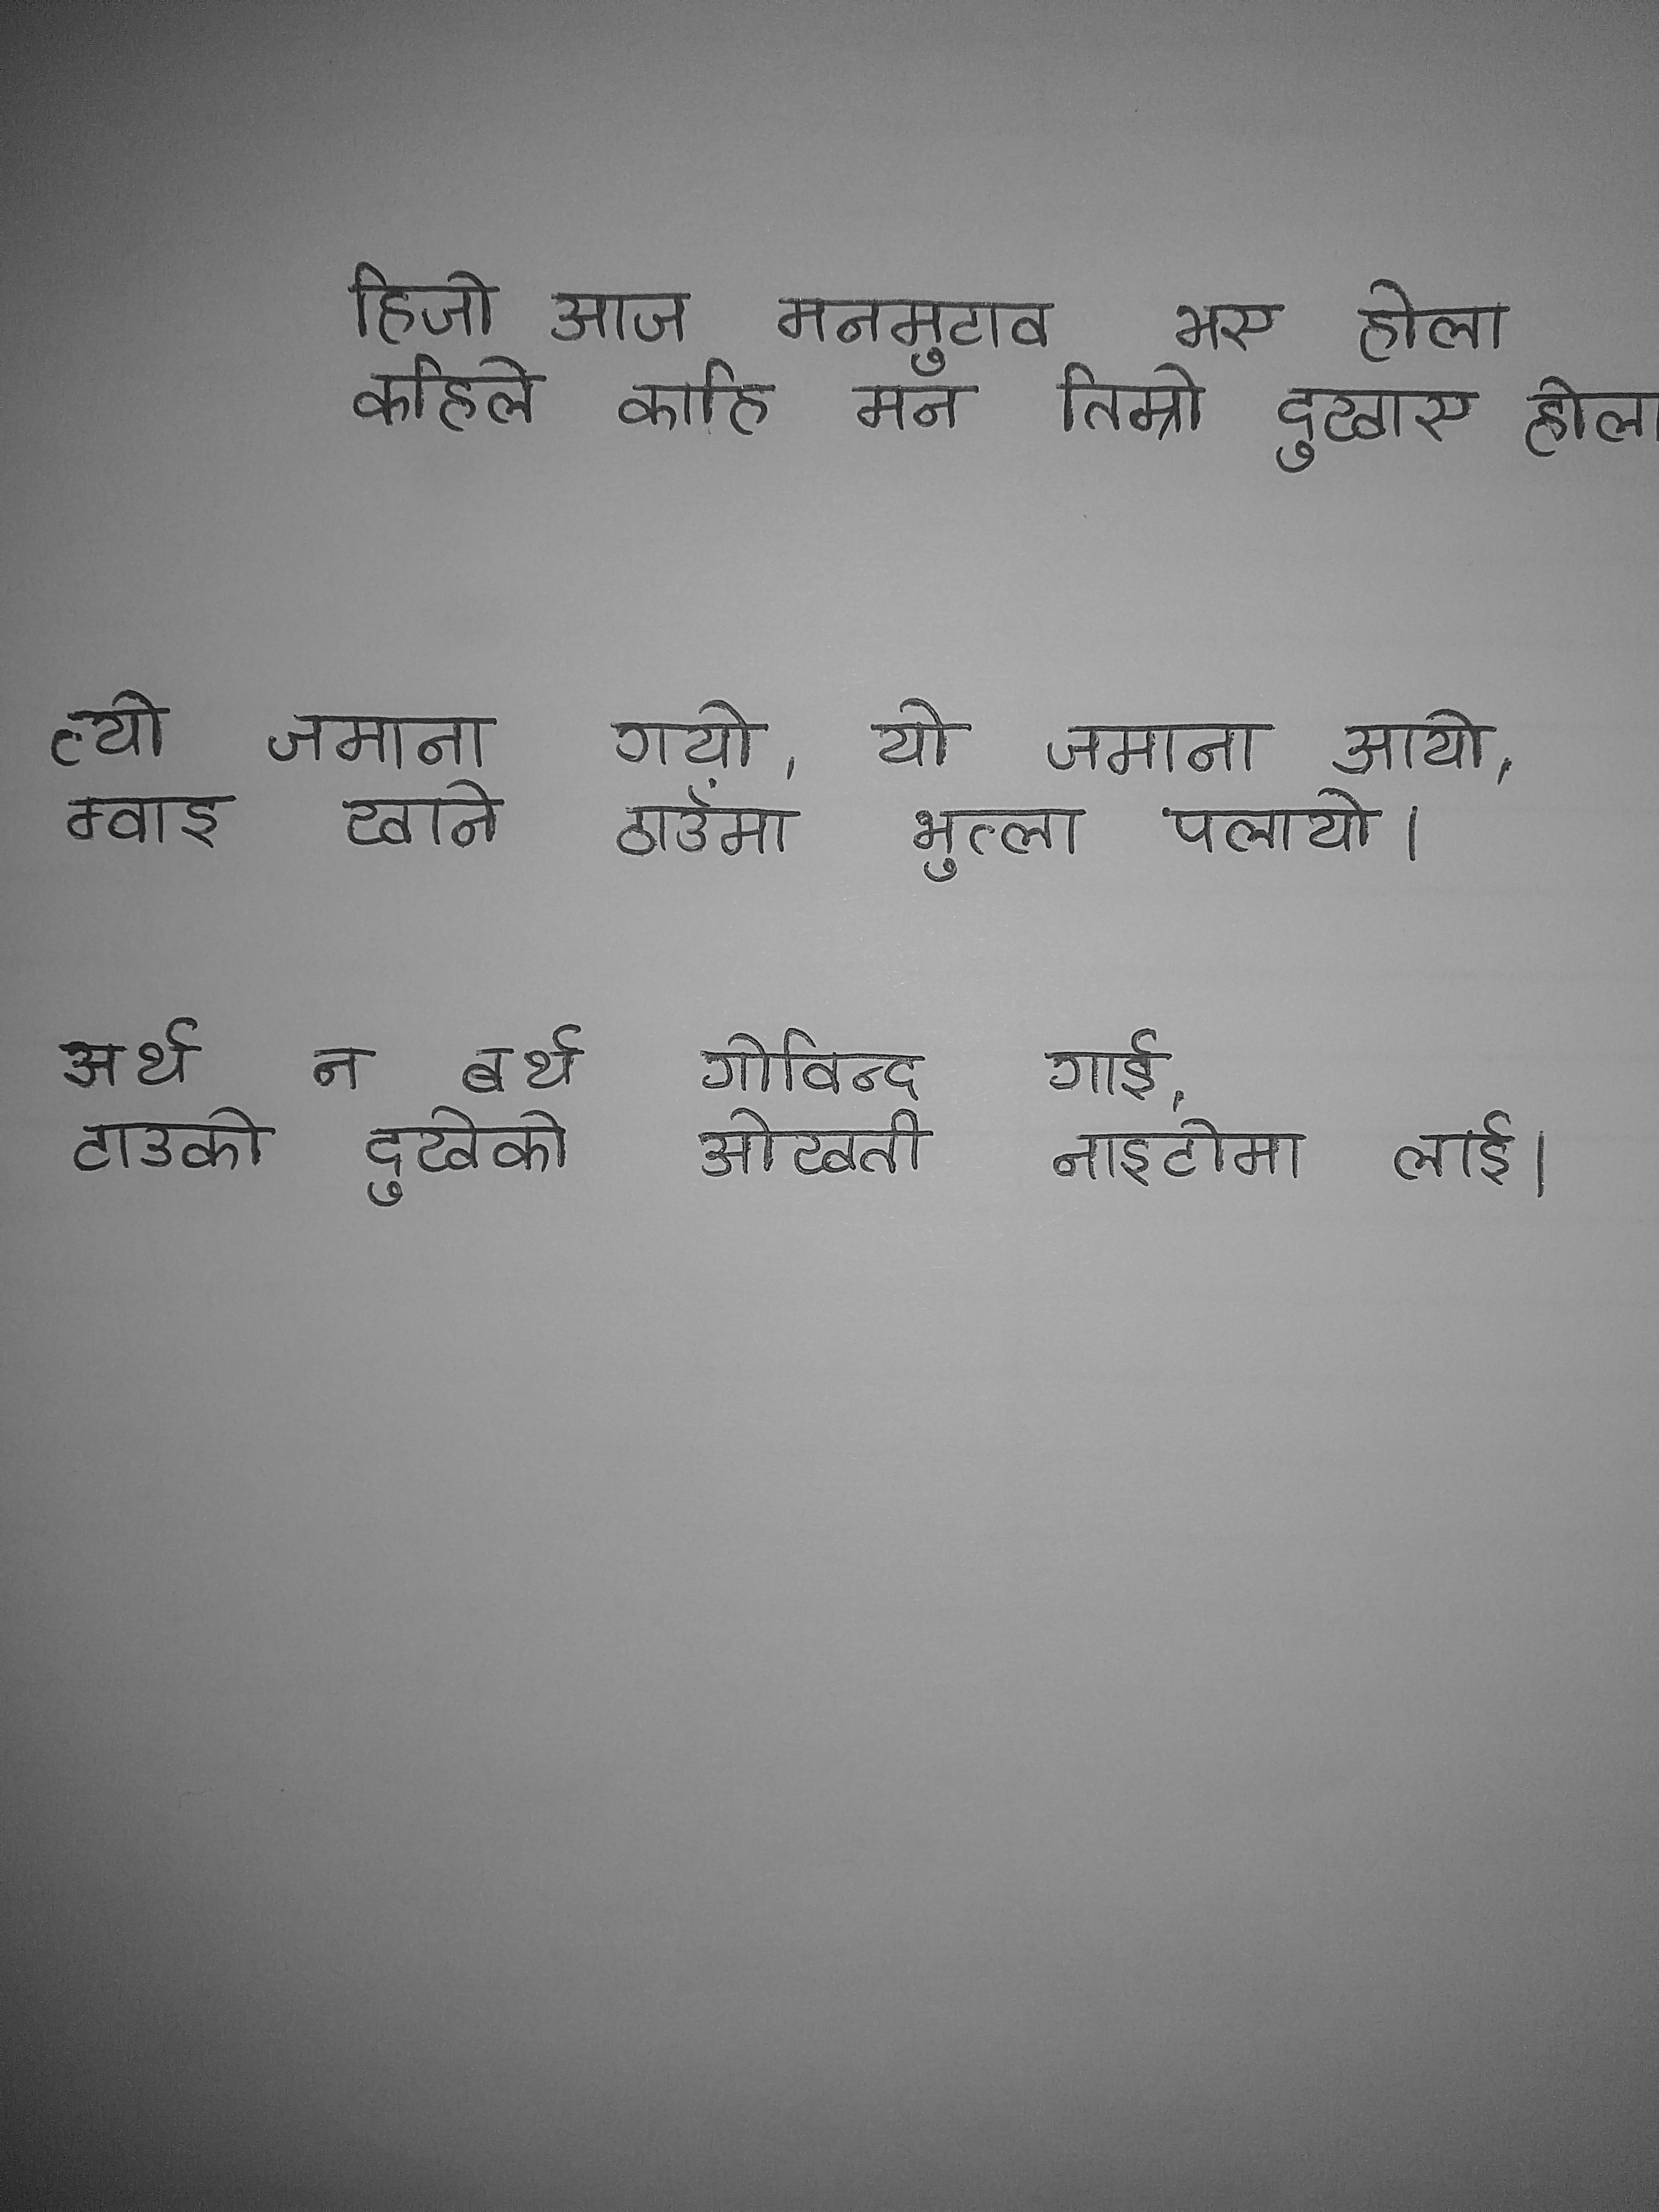 हिजो आज मनमुटाव भए होला
कहिले काहि मन तिम्रो दुखाए होला
त्यो जमाना गयो, यो जमाना आयो,
म्वाइ खाने ठाउँमा भुत्ला पलायो।
अर्थ न बर्थ गोविन्द गाई,
टाउको दुखेको ओखती नाइटोमा लाई।